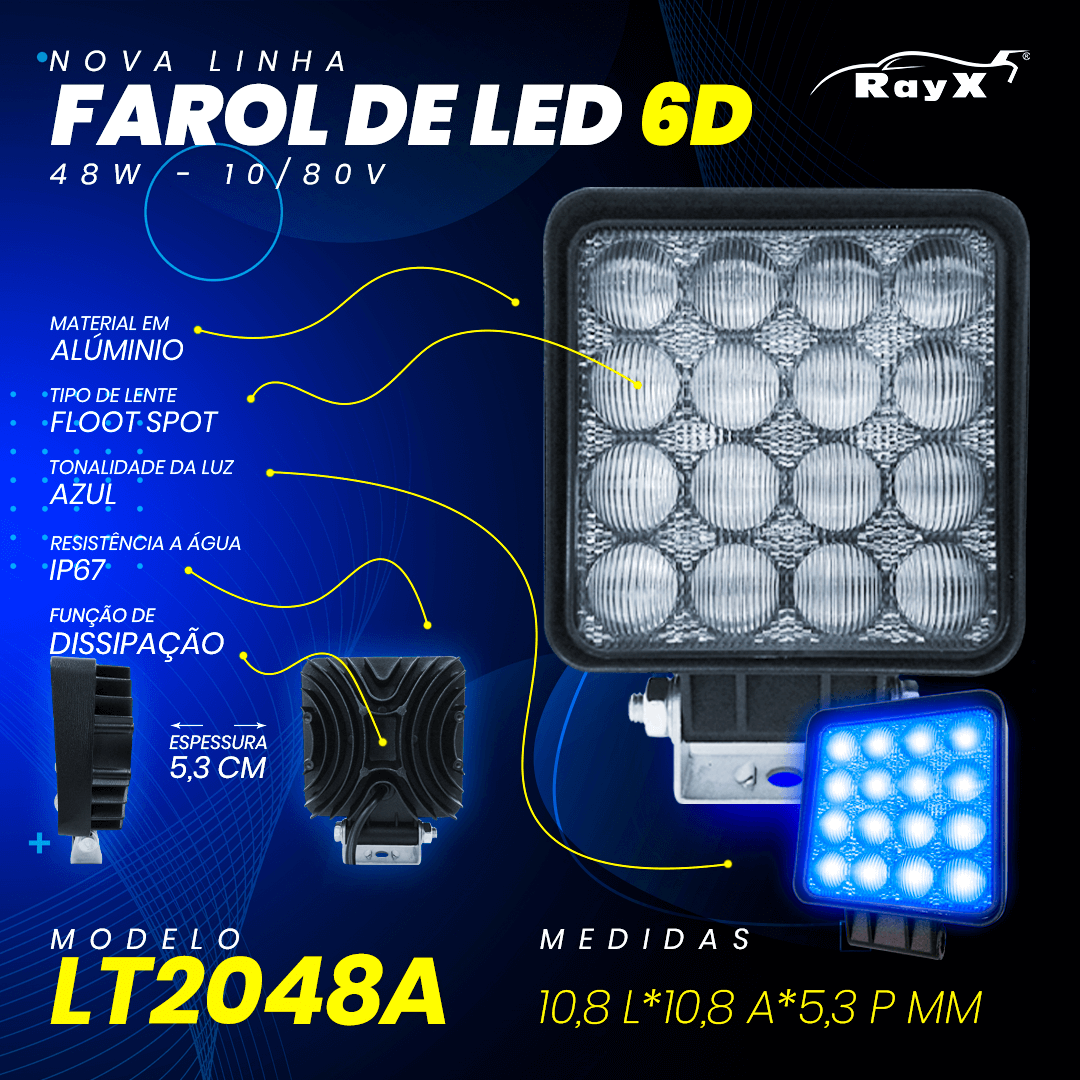 NOVA LINHA
FAROL DE LED 6D
48W - 10/80V
RayX®
MATERIAL EM
ALÚMINIO
TIPO DE LENTE
FLOOT SPOT
TONALIDADE DA LUZ
AZUL
RESISTÊNCIA A ÁGUA
IP67
FUNÇÃO DE
DISSIPAÇÃO
ESPESSURA
5,3 CM
MODELO
LT2048A
MEDIDAS
10,8 L*10,8 A*5,3 P MM